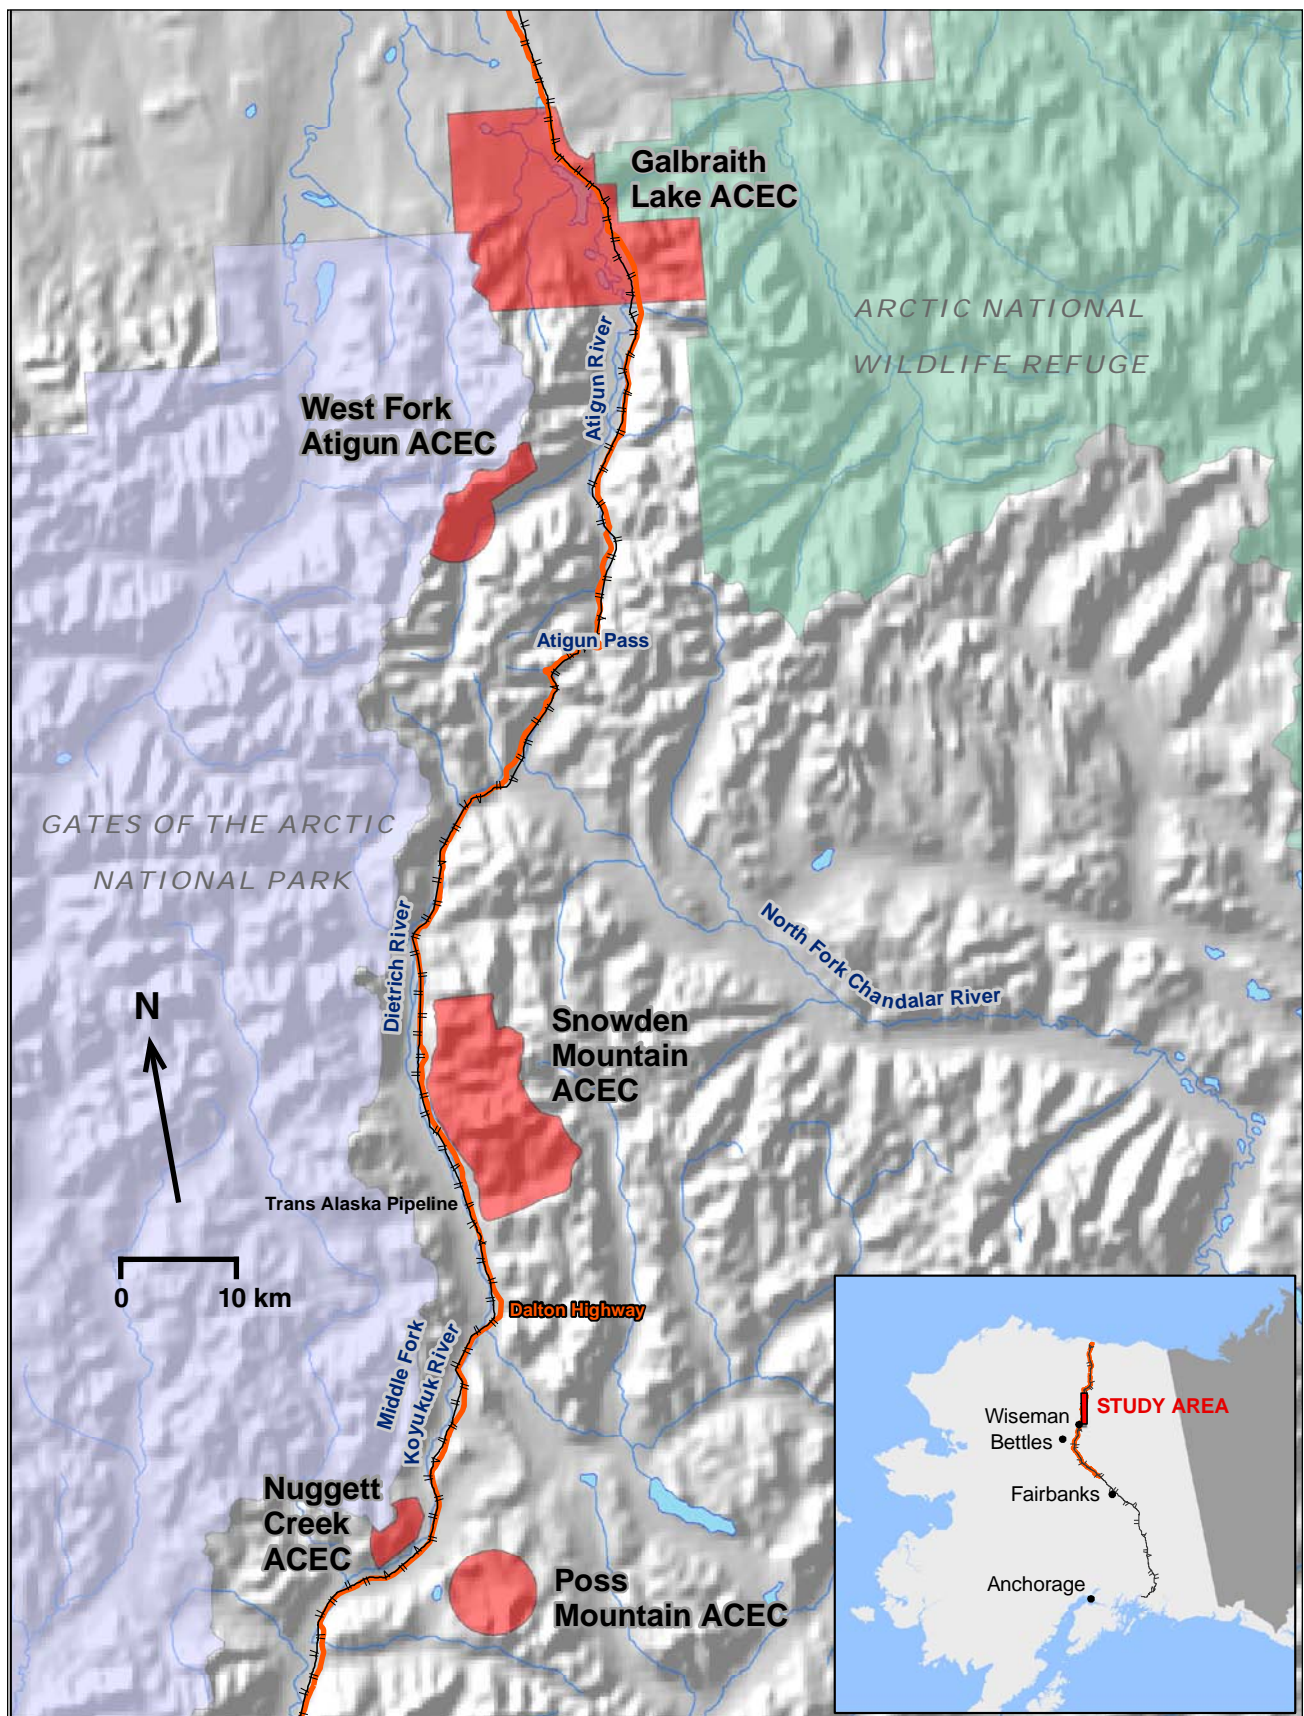 Galbraith
Lake ACEC
ARCTIC NATIONAL
WILDLIFE REFUGE
Atigun River
West Fork
Atigun ACEC
Atigun Pass
GATES OF THE ARCTIC
NATIONAL PARK
Dietrich River
North Fork Chandalar River
N
Snowden
Mountain
ACEC
Trans Alaska Pipeline
0 10 km
Dalton Highway
Middle Fork
Koyukuk River
Nuggett
Creek
ACEC
Poss
Mountain ACEC
STUDY AREA
Wiseman
Bettles
Fairbanks
Anchorage